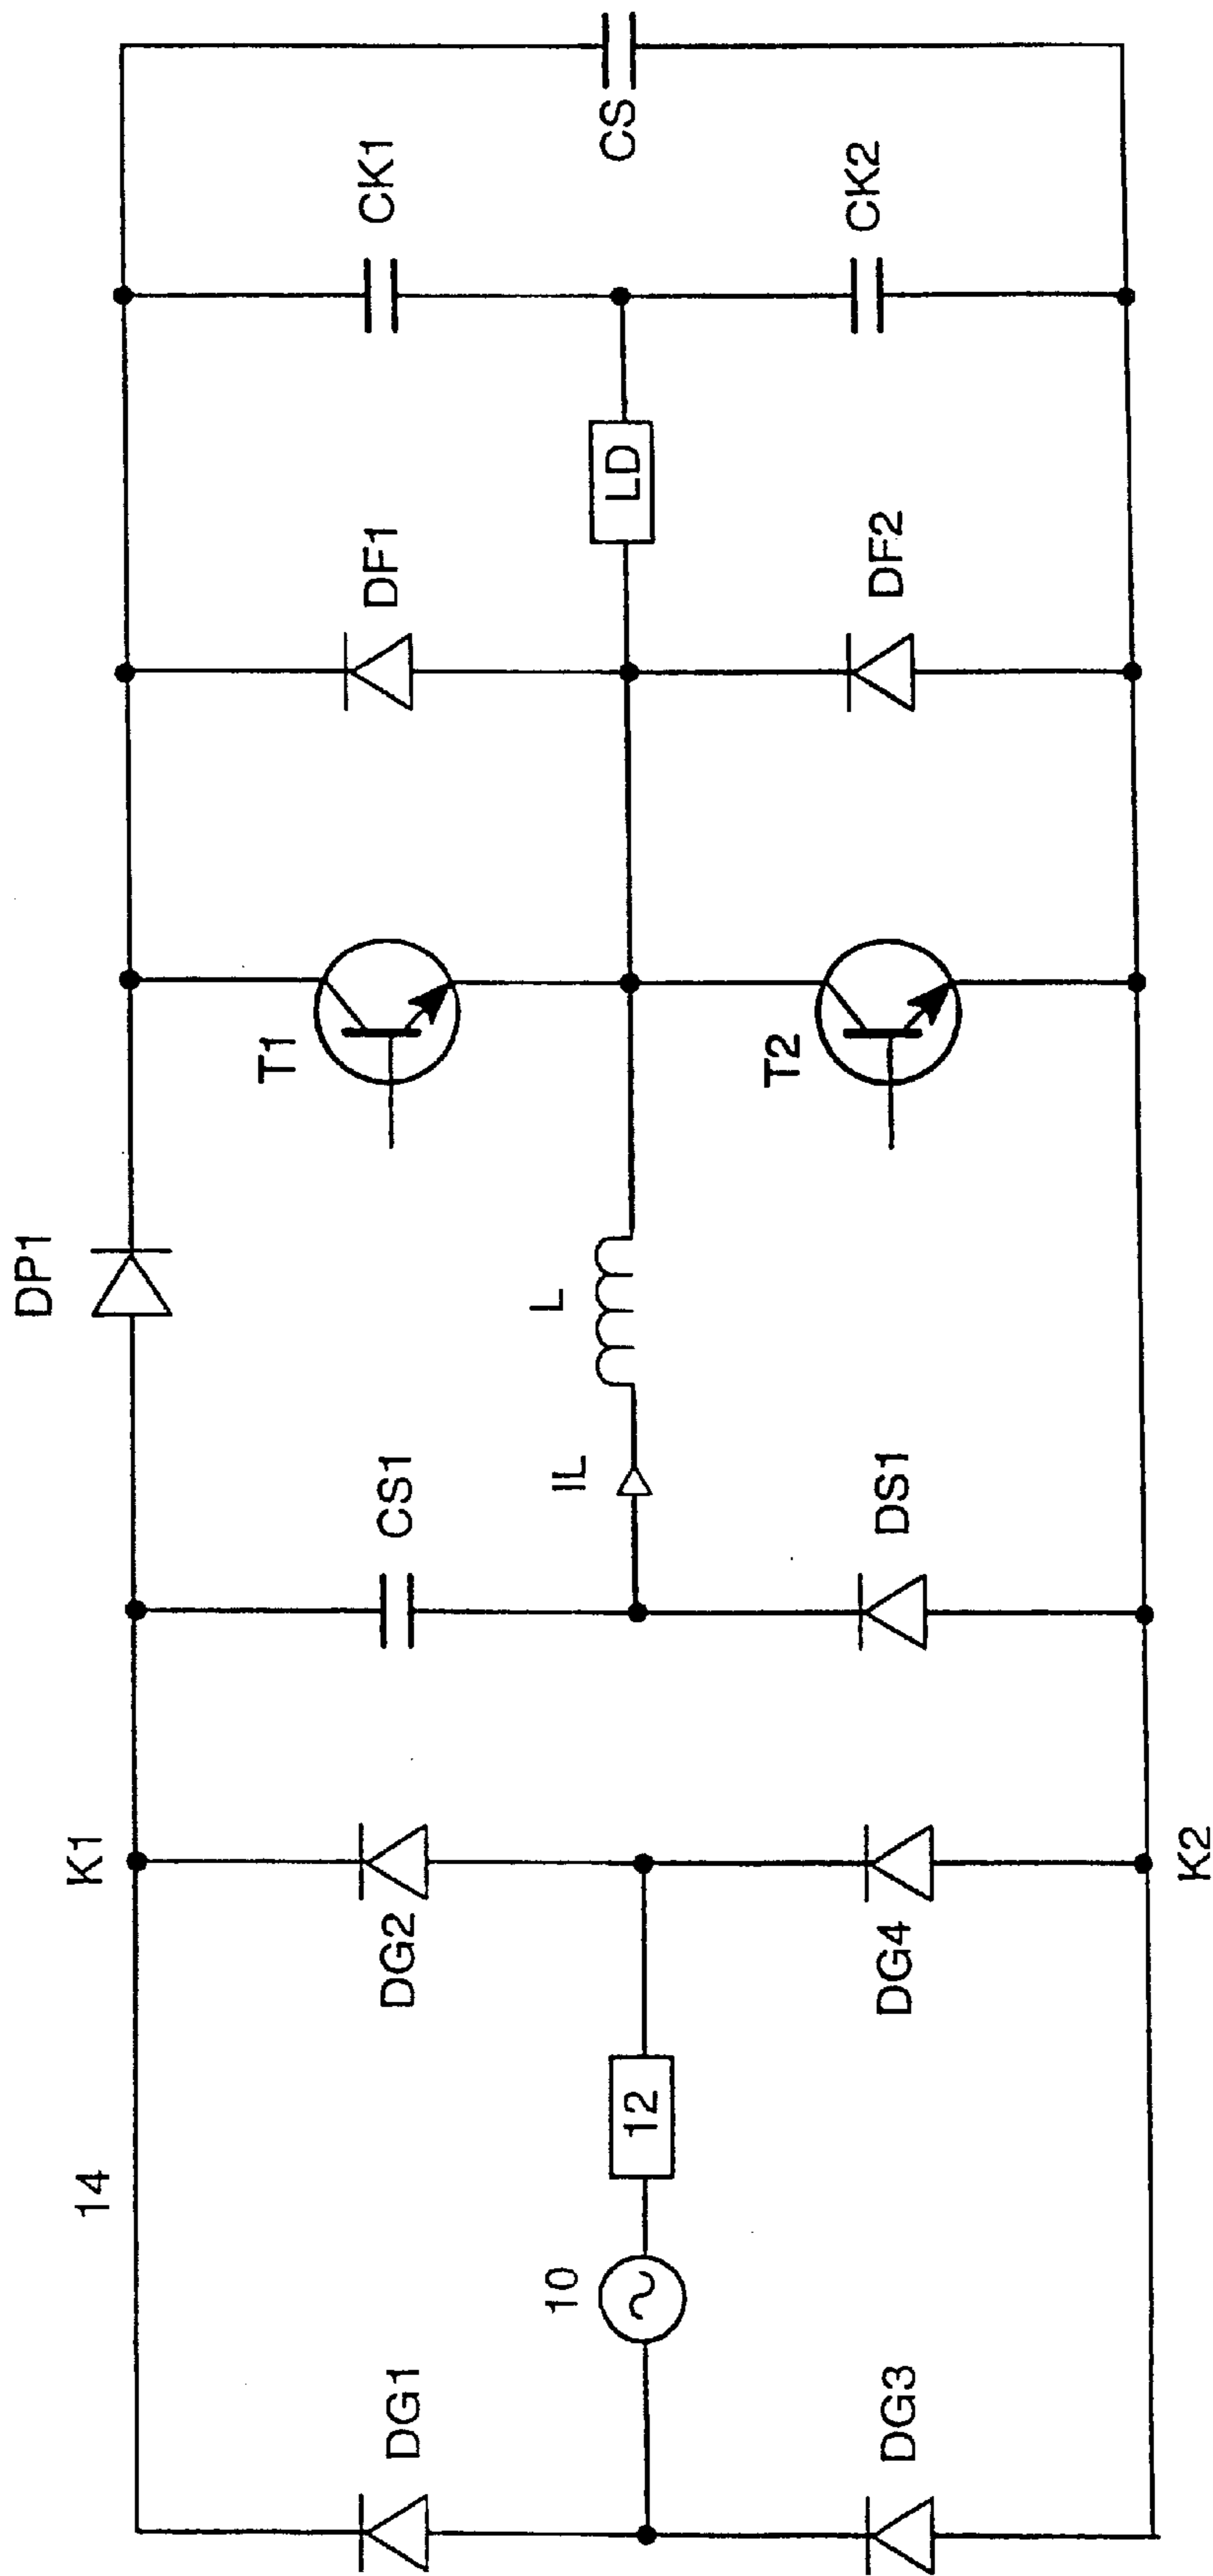 14
K1
DP1
DG1
DG2
CS1
T1
DF1
CK1
10
12
IL
L
LD
CS
DG3
DG4
DS1
T2
DF2
CK2
K2